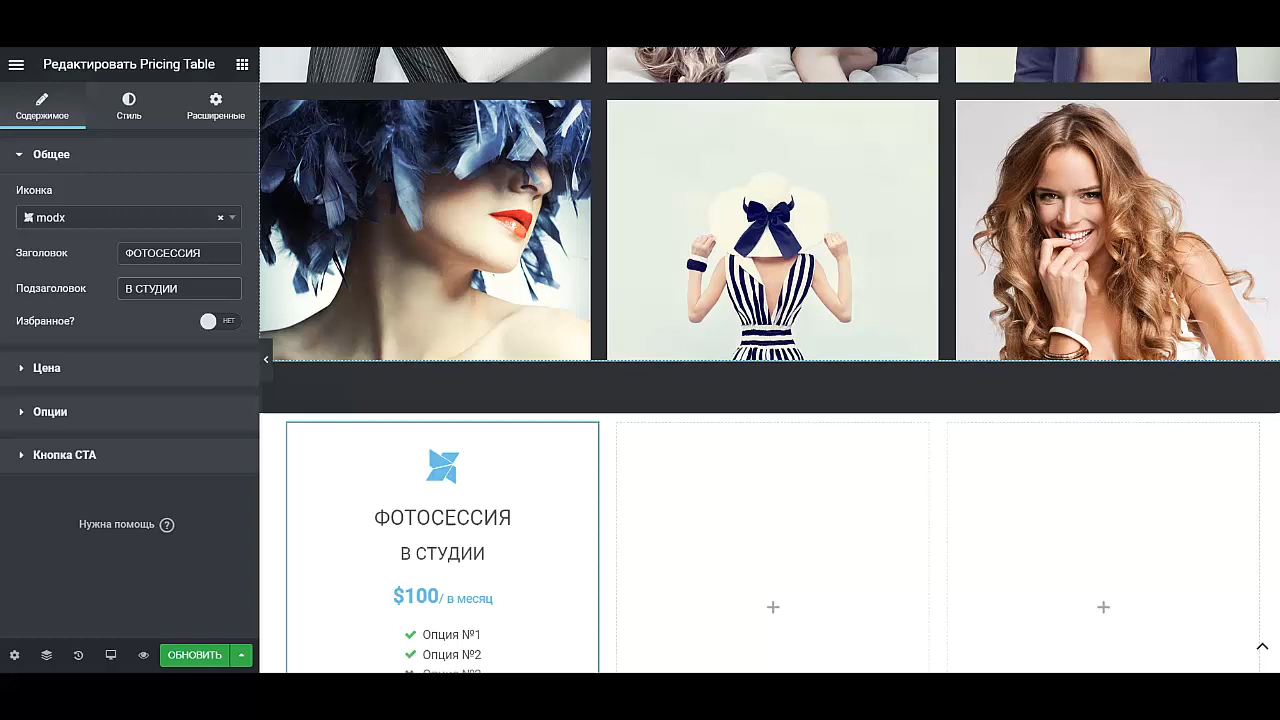 Редактировать Pricing Table
Содержимое
Стиль
Расширенные
Общее
Иконка
modx
Заголовок
ФОТОСЕССИЯ
Подзаголовок
В СТУДИИ
Избранное?
НЕТ
Цена
Опции
Кнопка CTA
Нужна помощь ?
ОБНОВИТЬ
ФОТОСЕССИЯ
В СТУДИИ
$100/ в месяц
Опция №1
Опция №2